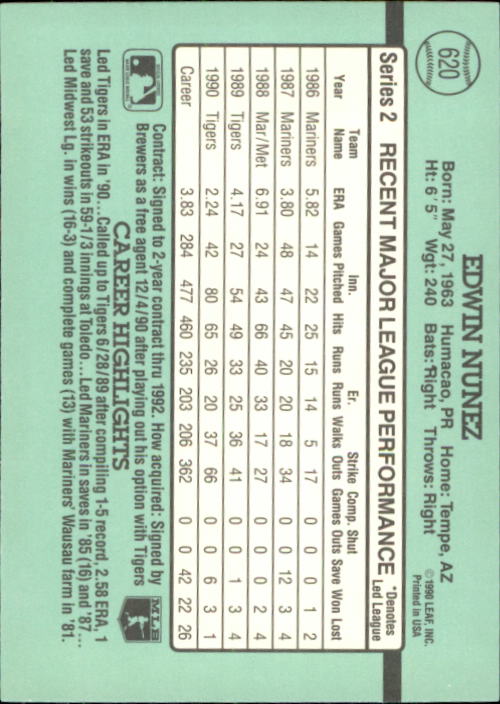 620
EDWIN NUNEZ
© 1990 LEAF, INC.
Printed in USA
Born: May 27, 1963 Humacao, PR Home: Tempe, AZ
Ht: 6' 5" Wgt: 240 Bats: Right Throws: Right
Series 2 RECENT MAJOR LEAGUE PERFORMANCE *Denotes Led League
Team Inn. Er. Strike Comp. Shut
Year Name ERA Games Pitched Hits Runs Runs Walks Outs Games Outs Save Won Lost
1986 Mariners 5.82 14 22 25 15 14 5 17 0 0 0 1 2
1987 Mariners 3.80 48 47 45 20 20 18 34 0 0 12 3 4
1988 Mar/Met 6.91 24 43 66 40 33 17 27 0 0 0 2 4
1989 Tigers 4.17 27 54 49 33 25 36 41 0 0 1 3 4
1990 Tigers 2.24 42 80 65 26 20 37 66 0 0 6 3 1
Career 3.83 284 477 460 235 203 206 362 0 0 42 22 26
Contract: Signed to 2-year contract thru 1992. How acquired: Signed by
Brewers as a free agent 12/4/90 after playing out his option with Tigers
MLB
CAREER HIGHLIGHTS
Led Tigers in ERA in '90...Called up to Tigers 6/28/89 after compiling 1-5 record, 2.58 ERA, 1
save and 53 strikeouts in 59-1/3 innings at Toledo....Led Mariners in saves in '85 (16) and '87...
Led Midwest Lg. in wins (16-3) and complete games (13) with Mariners' Wausau farm in '81.